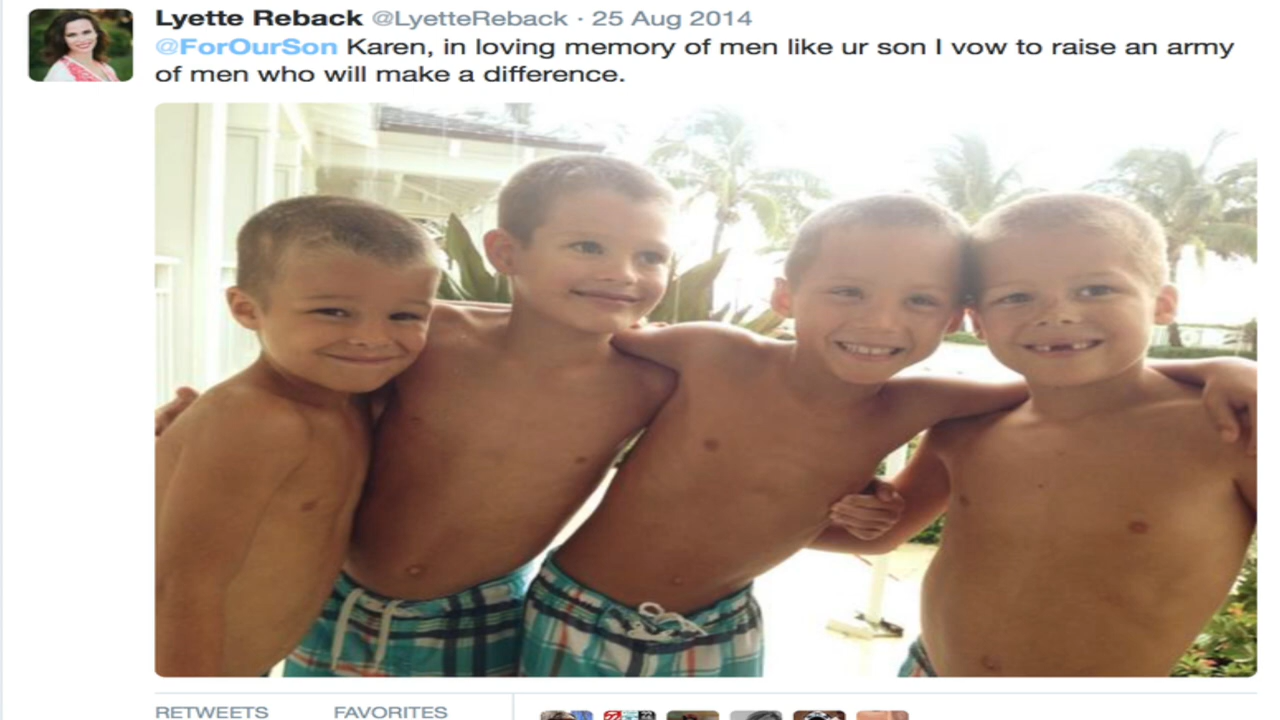 Lyette Reback @LyetteReback · 25 Aug 2014
@ForOurSon Karen, in loving memory of men like ur son I vow to raise an army
of men who will make a difference.
RETWEETS FAVORITES